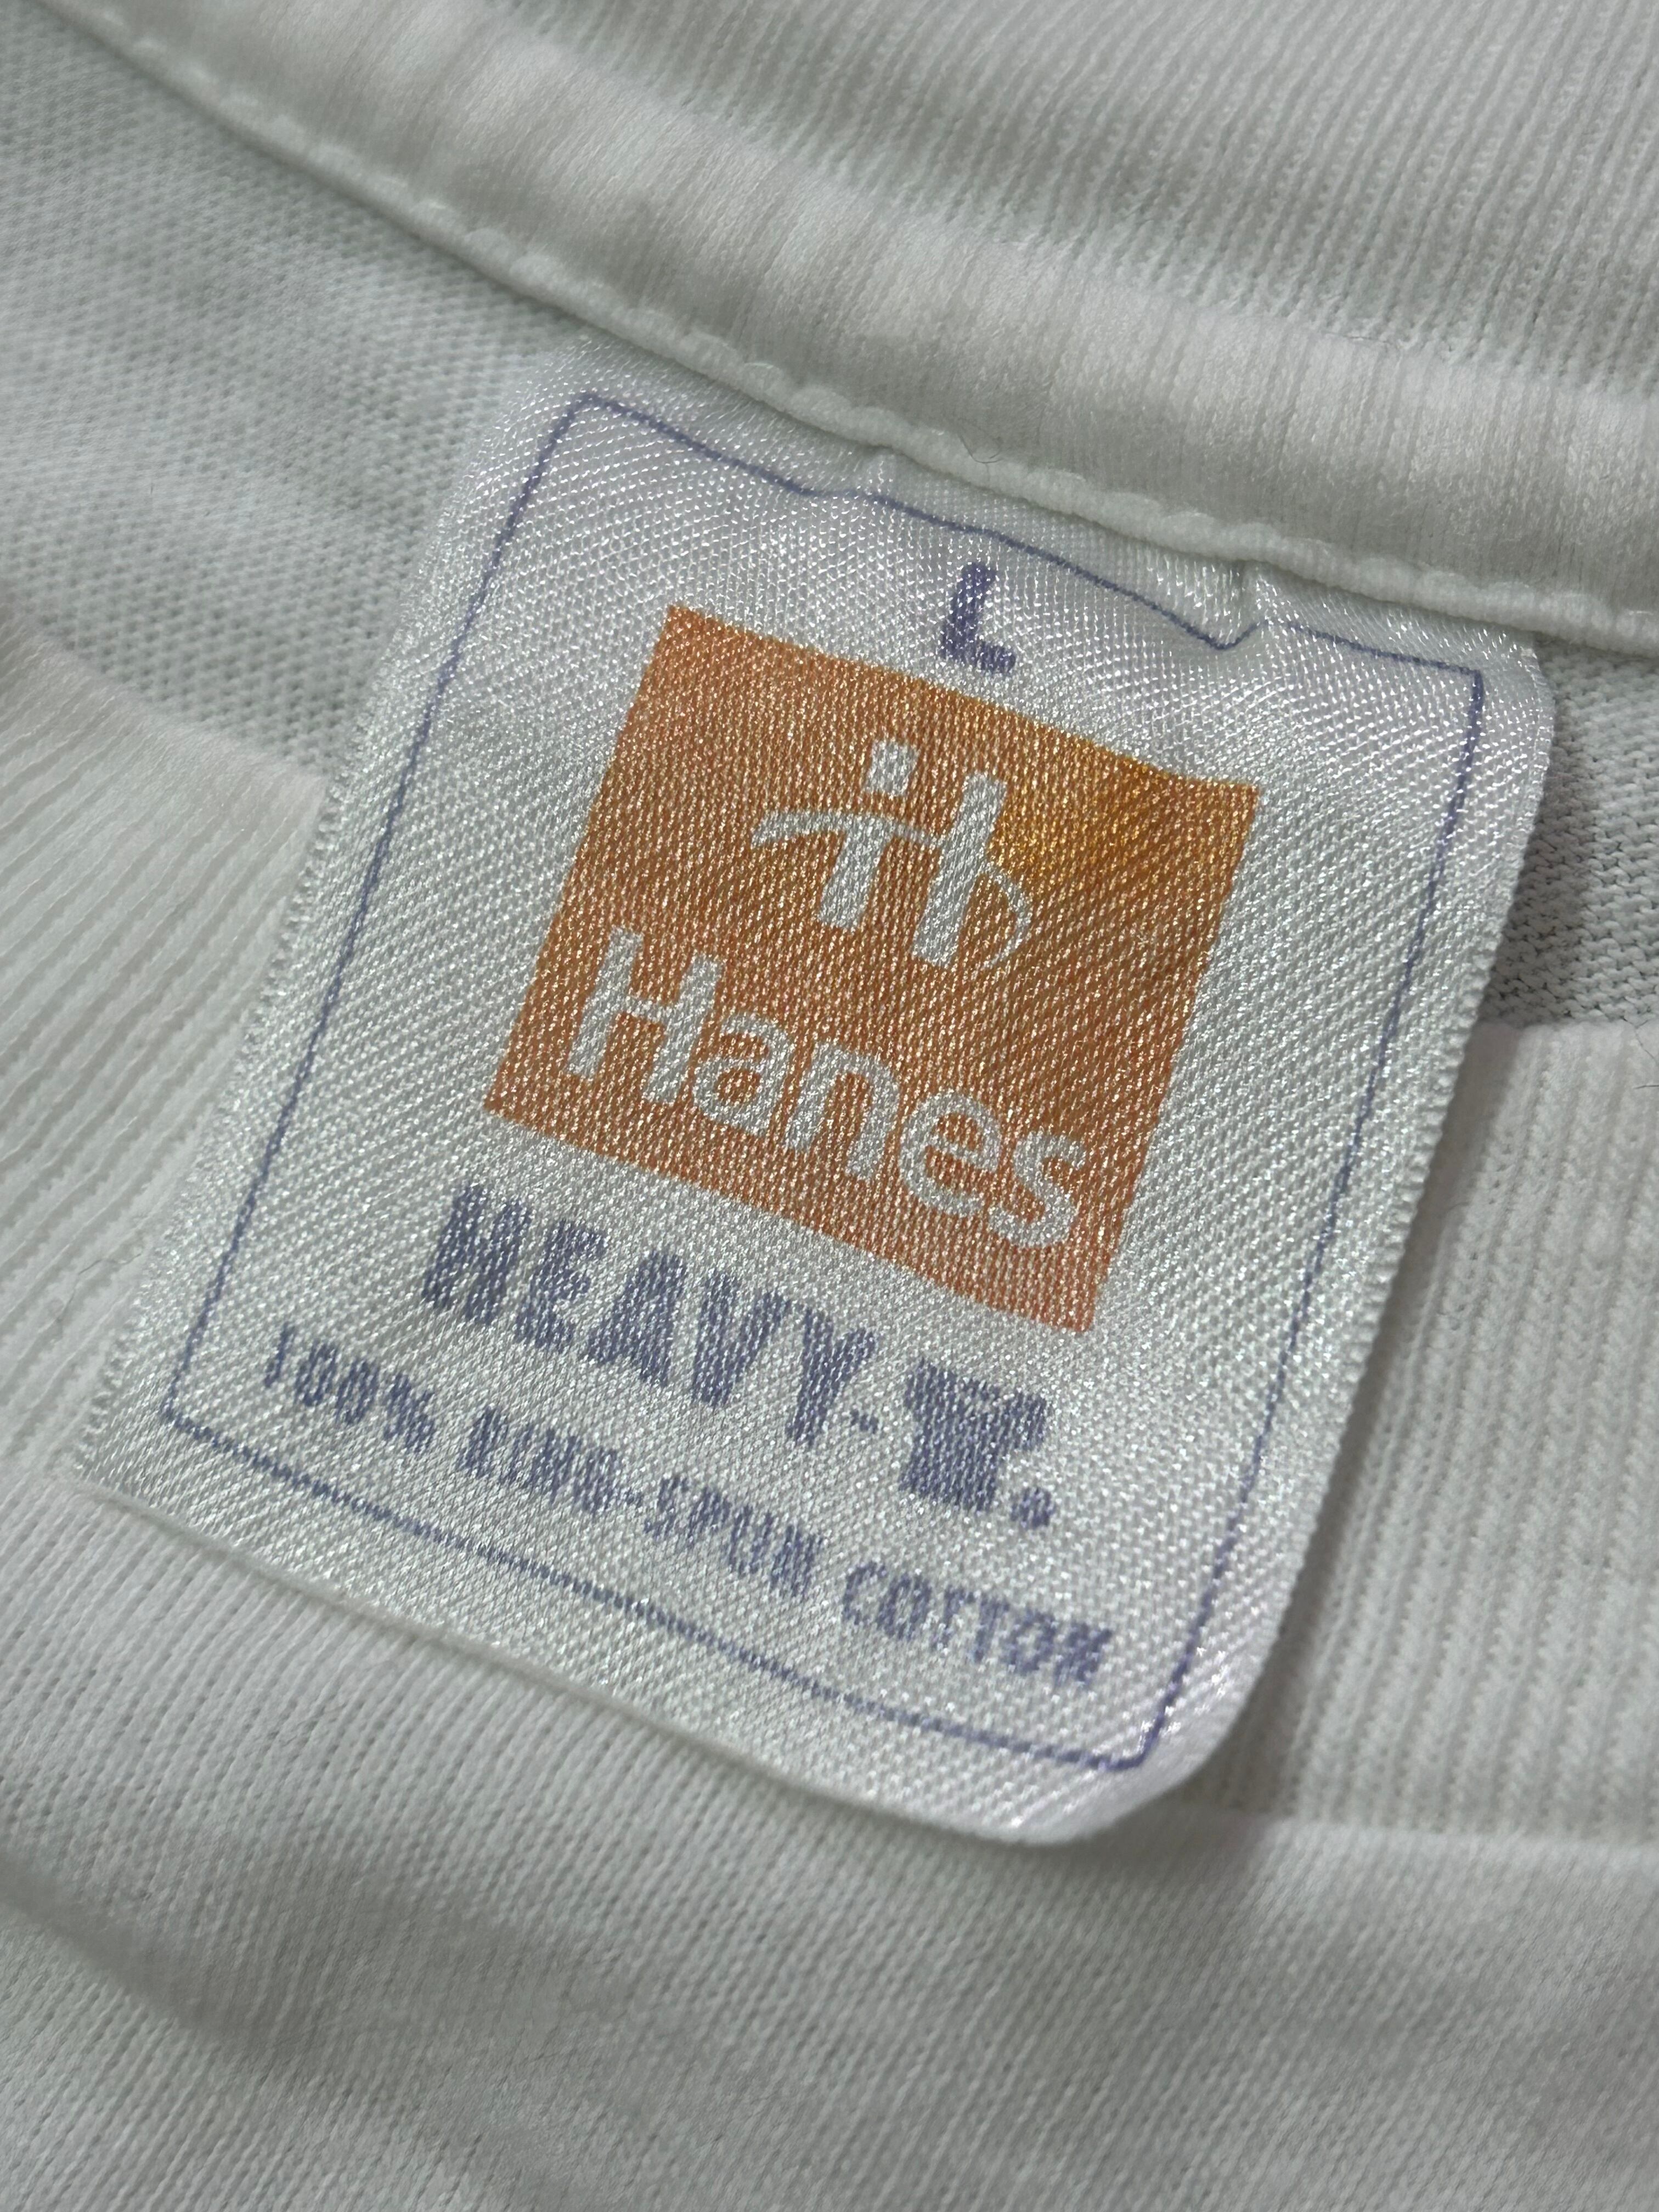 L
Hanes
HEAVY-T.
100% RING-SPUN COTTON